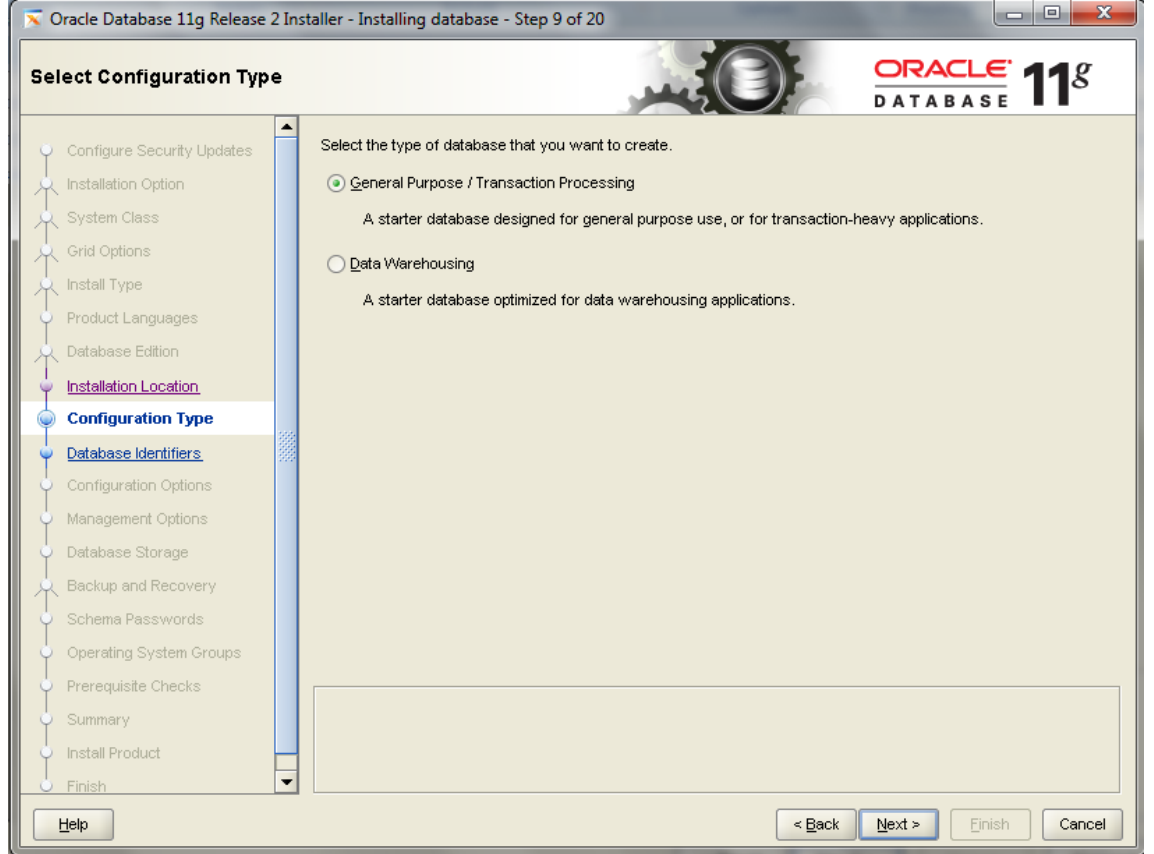 Oracle Database 11g Release 2 Installer - Installing database - Step 9 of 20
Select Configuration Type
ORACLE
DATABASE
11g
Configure Security Updates
Installation Option
System Class
Grid Options
Install Type
Product Languages
Database Edition
Installation Location
Configuration Type
Database Identifiers
Configuration Options
Management Options
Database Storage
Backup and Recovery
Schema Passwords
Operating System Groups
Prerequisite Checks
Summary
Install Product
Finish
Select the type of database that you want to create.
General Purpose / Transaction Processing
A starter database designed for general purpose use, or for transaction-heavy applications.
Data Warehousing
A starter database optimized for data warehousing applications.
Help
< Back
Next >
Finish
Cancel